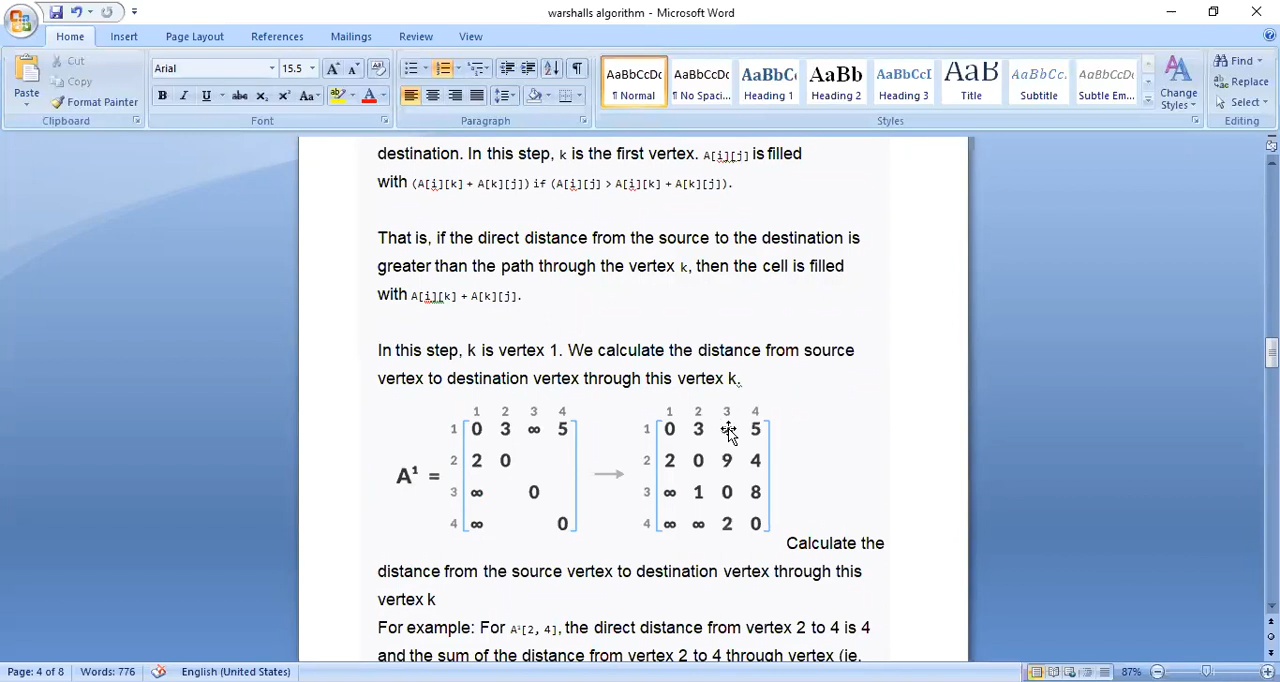 warshalls algorithm - Microsoft Word
Home Insert Page Layout References Mailings Review View
Paste
Cut
Copy
Format Painter
Clipboard
Arial 15.5
B I U abc X₂ X² Aa A
Font
Paragraph
AaBbCcDc AaBbCcDc AaBbC AaBb AaBbCcI AaB AaBbCc. AaBbCcDc
¶ Normal ¶ No Spaci... Heading 1 Heading 2 Heading 3 Title Subtitle Subtle Em...
Styles
Change
Styles
Find
Replace
Select
Editing
destination. In this step, k is the first vertex. A[i][j] is filled
with (A[i][k] + A[k][j]) if (A[i][j] > A[i][k] + A[k][j]).
That is, if the direct distance from the source to the destination is
greater than the path through the vertex k, then the cell is filled
with A[i][k] + A[k][j].
In this step, k is vertex 1. We calculate the distance from source
vertex to destination vertex through this vertex k.
1 2 3 4 1 2 3 4
1 0 3 ∞ 5 1 0 3 5
2 2 0 2 2 0 9 4
A¹ =
3 ∞ 0 3 ∞ 1 0 8
4 ∞ 0 4 ∞ ∞ 2 0
Calculate the
distance from the source vertex to destination vertex through this
vertex k
For example: For A¹[2, 4], the direct distance from vertex 2 to 4 is 4
and the sum of the distance from vertex 2 to 4 through vertex (ie.
Page: 4 of 8 Words: 776 English (United States) 87%